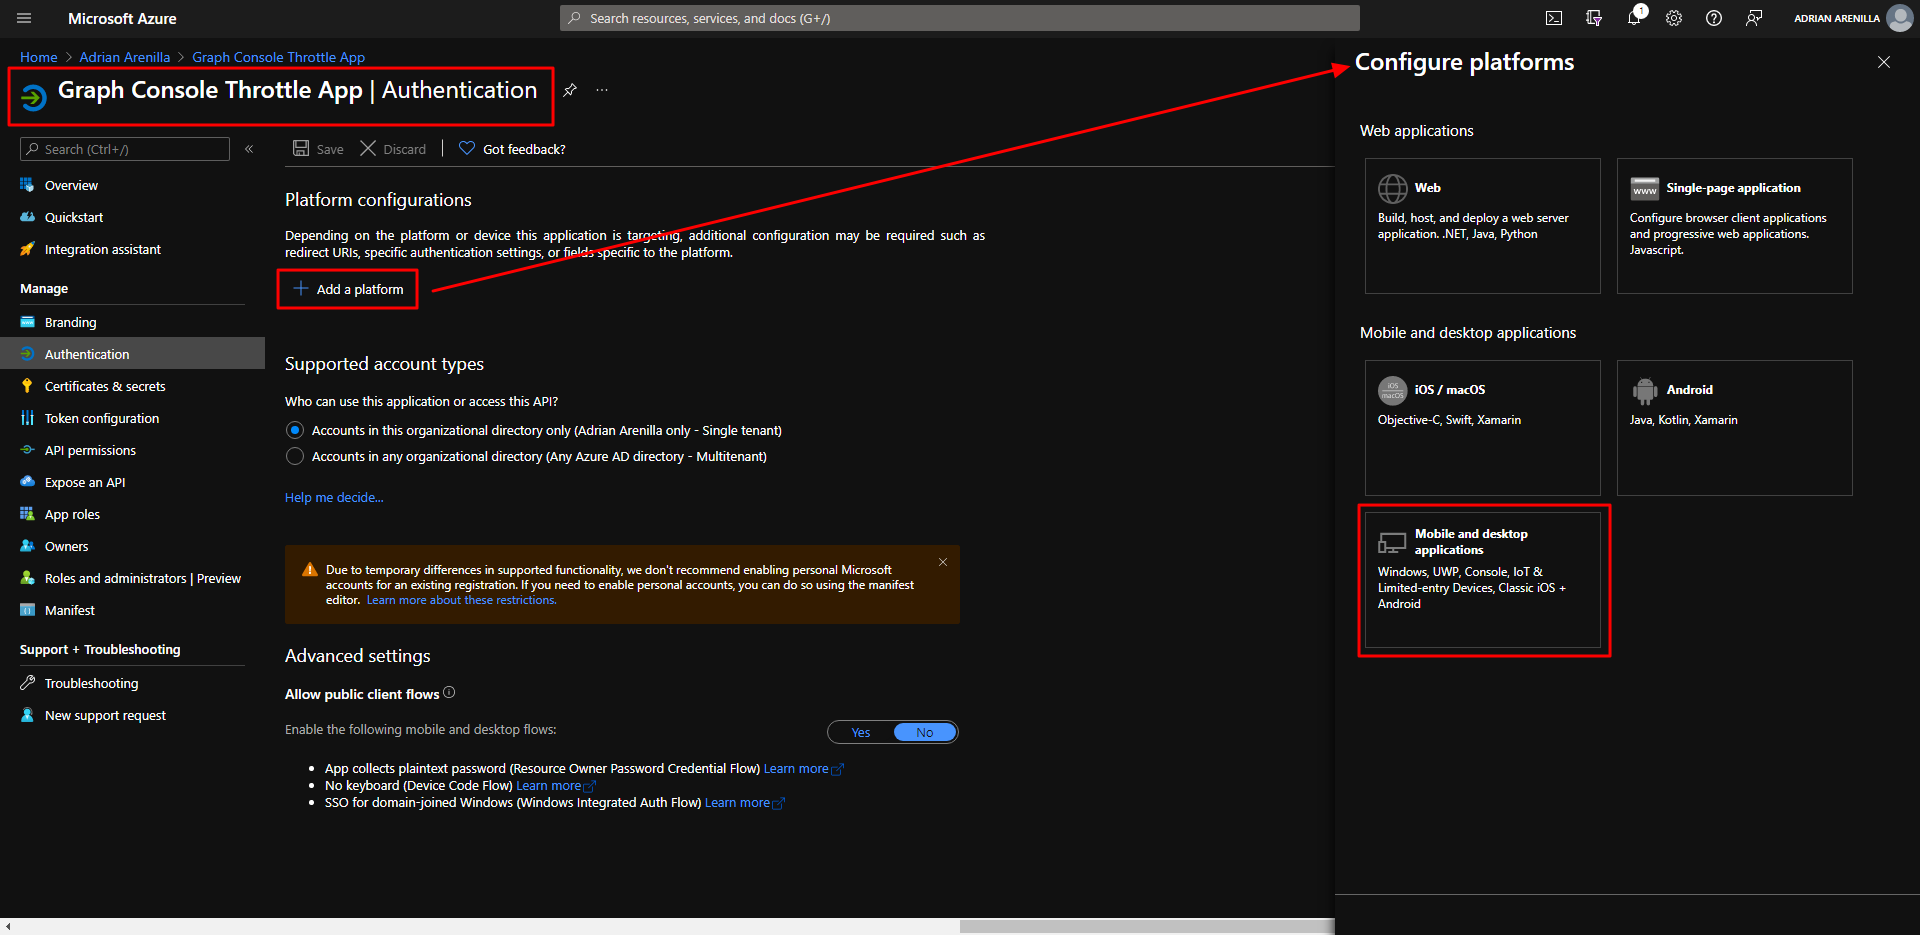 Microsoft Azure
Search resources, services, and docs (G+/)
1
ADRIAN ARENILLA
Home > Adrian Arenilla > Graph Console Throttle App
Graph Console Throttle App | Authentication
...
Search (Ctrl+/)
«
Overview
Quickstart
Integration assistant
Manage
Branding
Authentication
Certificates & secrets
Token configuration
API permissions
Expose an API
App roles
Owners
Roles and administrators | Preview
Manifest
Support + Troubleshooting
Troubleshooting
New support request
Save
Discard
Got feedback?
Platform configurations
Depending on the platform or device this application is targeting, additional configuration may be required such as
redirect URIs, specific authentication settings, or fields specific to the platform.
+ Add a platform
Supported account types
Who can use this application or access this API?
Accounts in this organizational directory only (Adrian Arenilla only - Single tenant)
Accounts in any organizational directory (Any Azure AD directory - Multitenant)
Help me decide...
Due to temporary differences in supported functionality, we don't recommend enabling personal Microsoft
accounts for an existing registration. If you need to enable personal accounts, you can do so using the manifest
editor. Learn more about these restrictions.
Advanced settings
Allow public client flows
Enable the following mobile and desktop flows:
Yes
No
• App collects plaintext password (Resource Owner Password Credential Flow) Learn more
• No keyboard (Device Code Flow) Learn more
• SSO for domain-joined Windows (Windows Integrated Auth Flow) Learn more
Configure platforms
Web applications
Web
Build, host, and deploy a web server
application. .NET, Java, Python
www
Single-page application
Configure browser client applications
and progressive web applications.
Javascript.
Mobile and desktop applications
iOS
macOS
iOS / macOS
Objective-C, Swift, Xamarin
Android
Java, Kotlin, Xamarin
Mobile and desktop
applications
Windows, UWP, Console, IoT &
Limited-entry Devices, Classic iOS +
Android